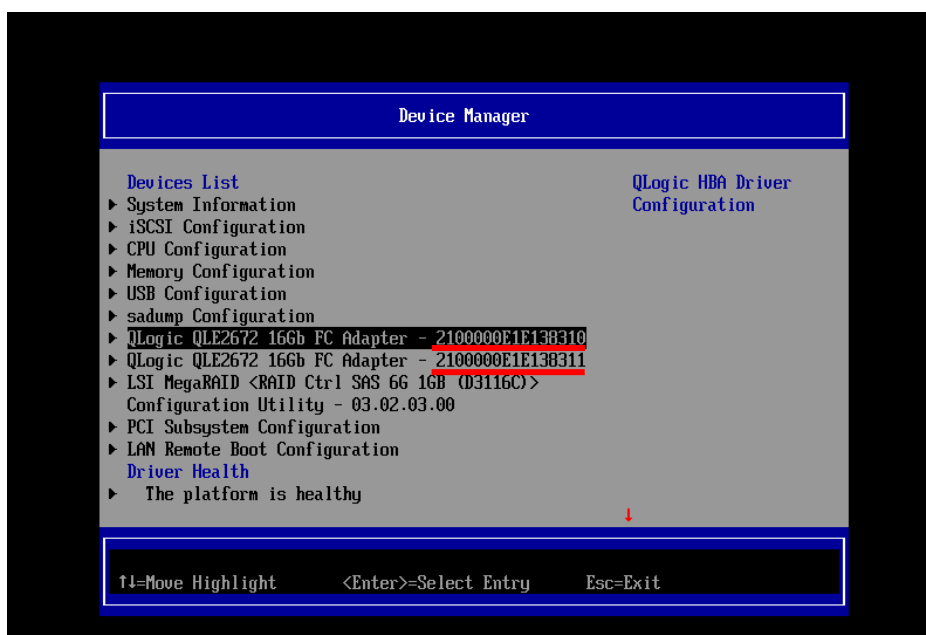 Device Manager
Devices List
▶ System Information
▶ iSCSI Configuration
▶ CPU Configuration
▶ Memory Configuration
▶ USB Configuration
▶ sadump Configuration
▶ QLogic QLE2672 16Gb FC Adapter - 2100000E1E138310
▶ QLogic QLE2672 16Gb FC Adapter - 2100000E1E138311
▶ LSI MegaRAID <RAID Ctrl SAS 6G 1GB (D3116C)>
Configuration Utility - 03.02.03.00
▶ PCI Subsystem Configuration
▶ LAN Remote Boot Configuration
Driver Health
▶ The platform is healthy
QLogic HBA Driver
Configuration
↓
↑↓=Move Highlight <Enter>=Select Entry Esc=Exit